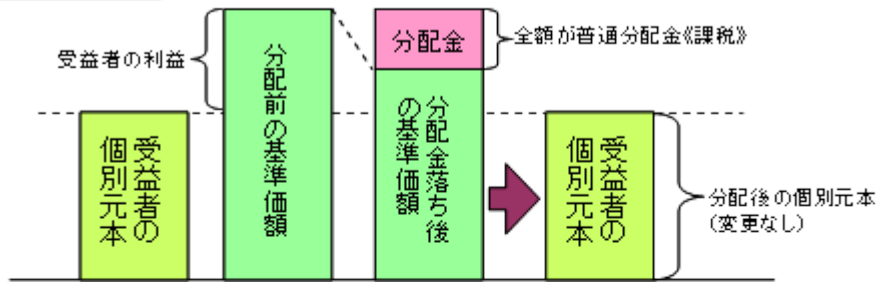 受益者の利益
受益者の
個別元本
分配前の基準価額
分配金
分配金落ち後
の基準価額
全額が普通分配金《課税》
受益者の
個別元本
分配後の個別元本
(変更なし)